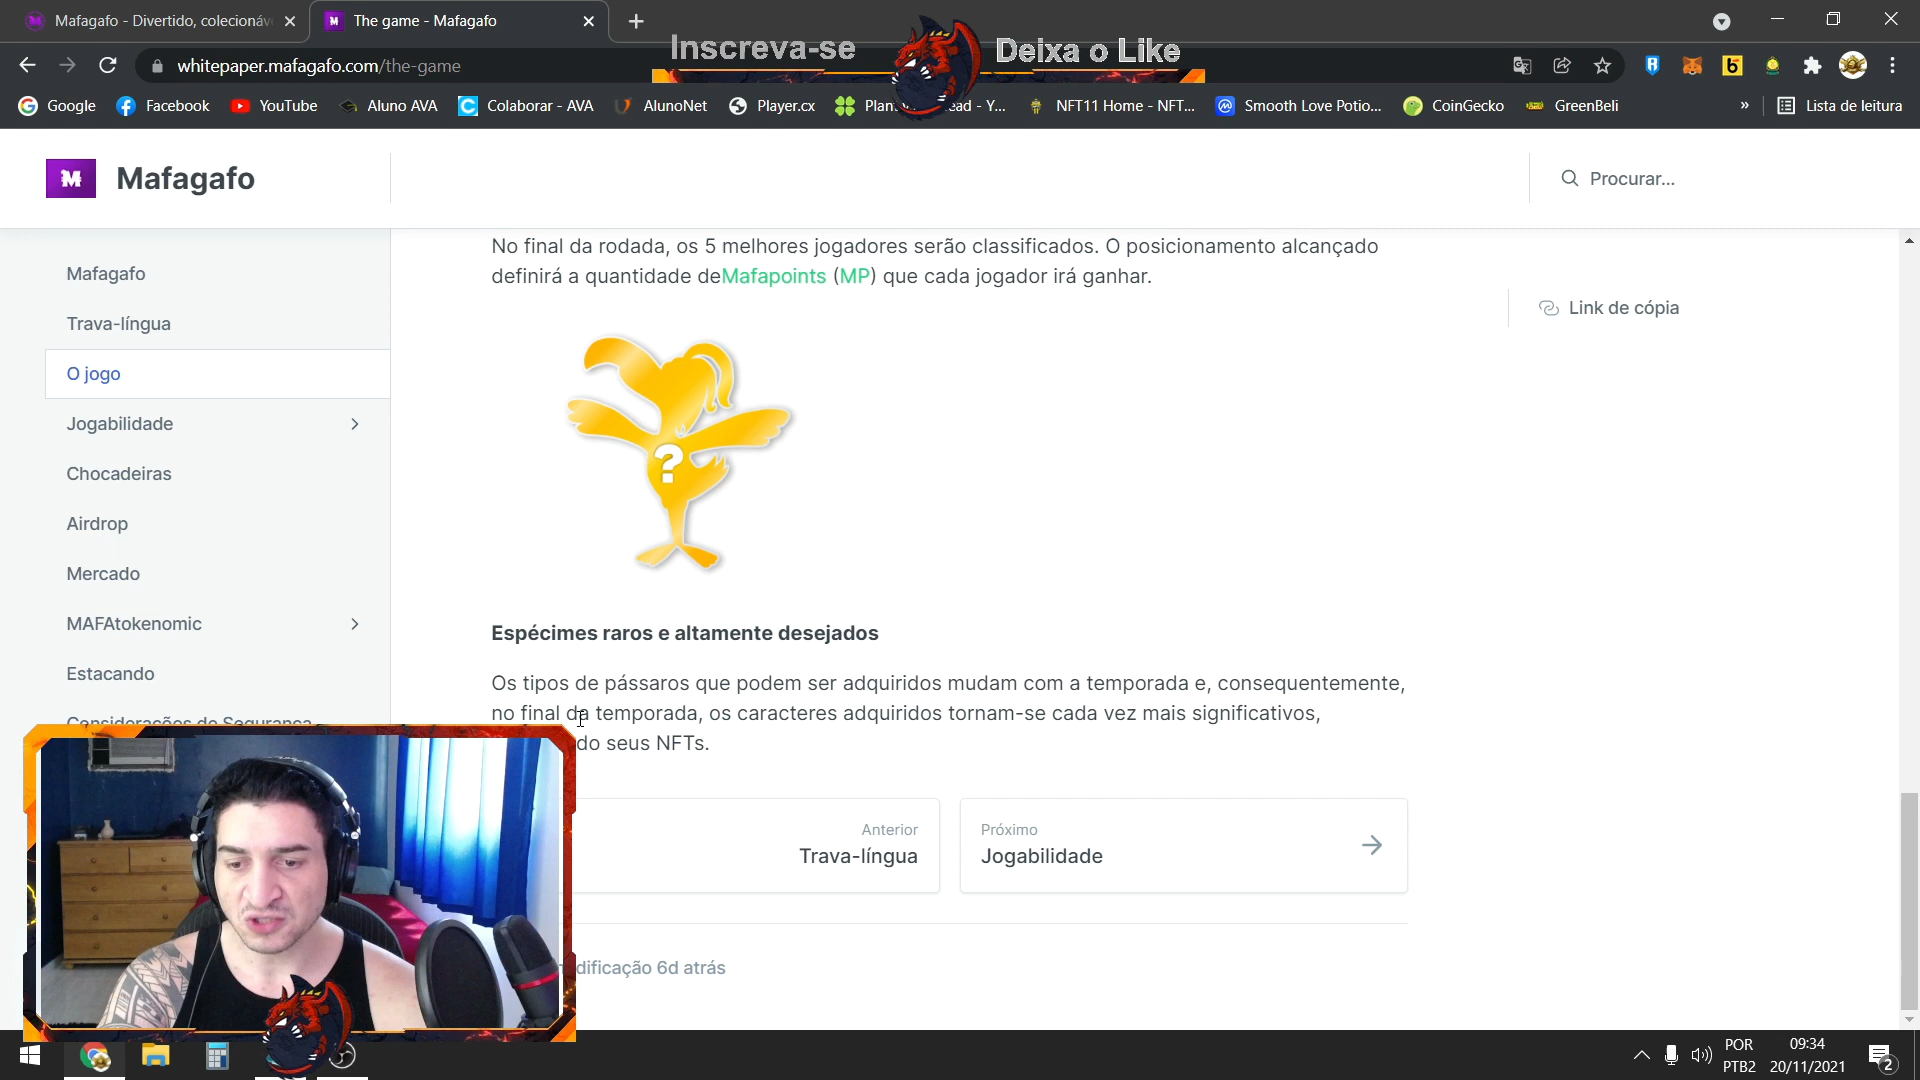 Mafagafo - Divertido, colecionáv
The game - Mafagafo
Inscreva-se
Deixa o Like
whitepaper.mafagafo.com/the-game
Google
Facebook
YouTube
Aluno AVA
Colaborar - AVA
AlunoNet
Player.cx
ead - Y...
NFT11 Home - NFT...
Smooth Love Potio...
CoinGecko
GreenBeli
»
Lista de leitura
M
Mafagafo
Procurar...
Mafagafo
Trava-língua
O jogo
Jogabilidade
Chocadeiras
Airdrop
Mercado
MAFAtokenomic
Estacando
Considerações de Segurança
No final da rodada, os 5 melhores jogadores serão classificados. O posicionamento alcançado
definirá a quantidade deMafapoints (MP) que cada jogador irá ganhar.
Link de cópia
?
Espécimes raros e altamente desejados
Os tipos de pássaros que podem ser adquiridos mudam com a temporada e, consequentemente,
no final da temporada, os caracteres adquiridos tornam-se cada vez mais significativos,
do seus NFTs.
Anterior
Trava-língua
Próximo
Jogabilidade
dificação 6d atrás
POR
PTB2
09:34
20/11/2021
2